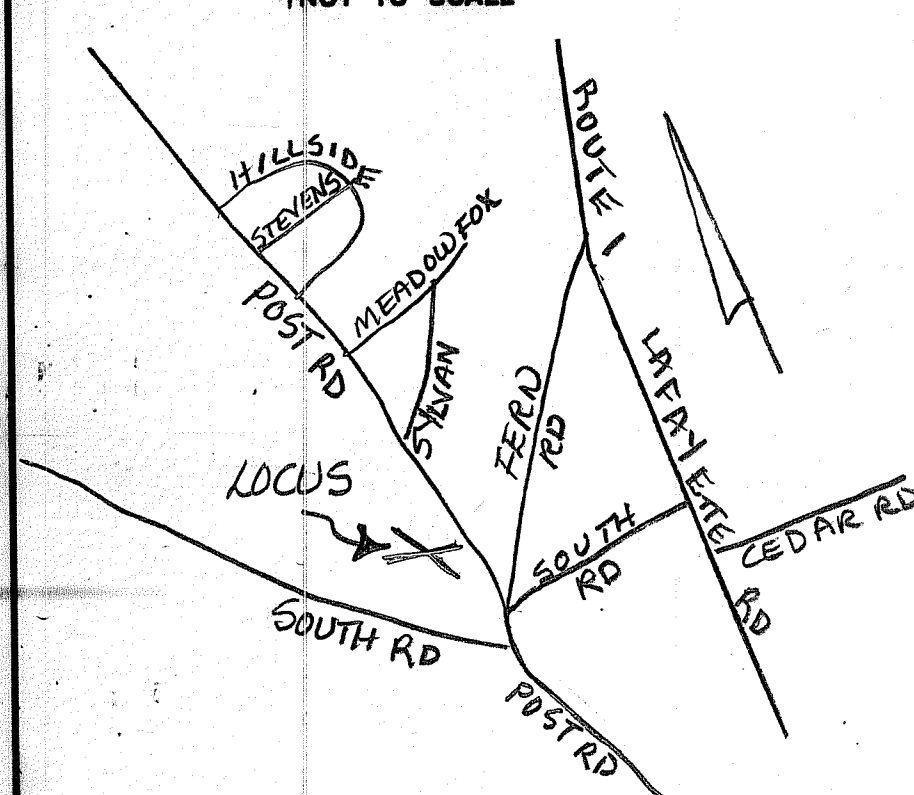 NOT TO SCALE
ROUTE 1
HILLSIDE
STEVENS
MEADOWFOX
POST RD
SYLVAN
FERN
RD
LAFAYETTE
RD
LOCUS
SOUTH
RD
CEDAR RD
SOUTH RD
POST RD